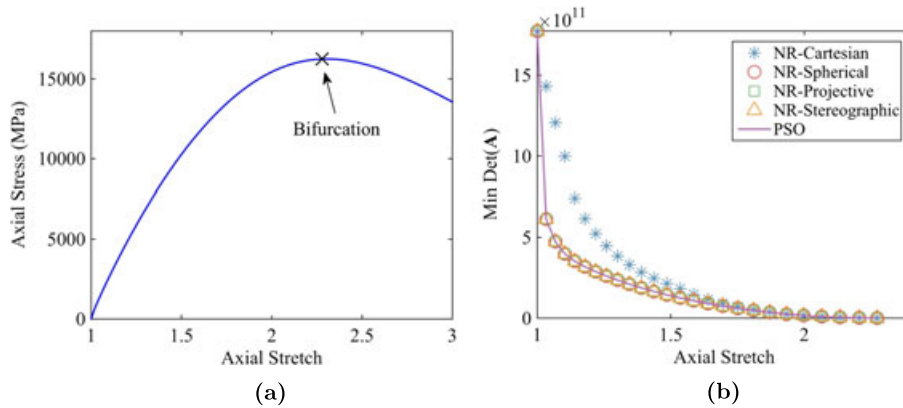 15000
10000
5000
0
Axial Stress (MPa)
Bifurcation
1
1.5
2
2.5
3
Axial Stretch
(a)
× 10^11
15
10
5
0
Min Det(A)
NR-Cartesian
NR-Spherical
NR-Projective
NR-Stereographic
PSO
1
1.5
2
Axial Stretch
(b)